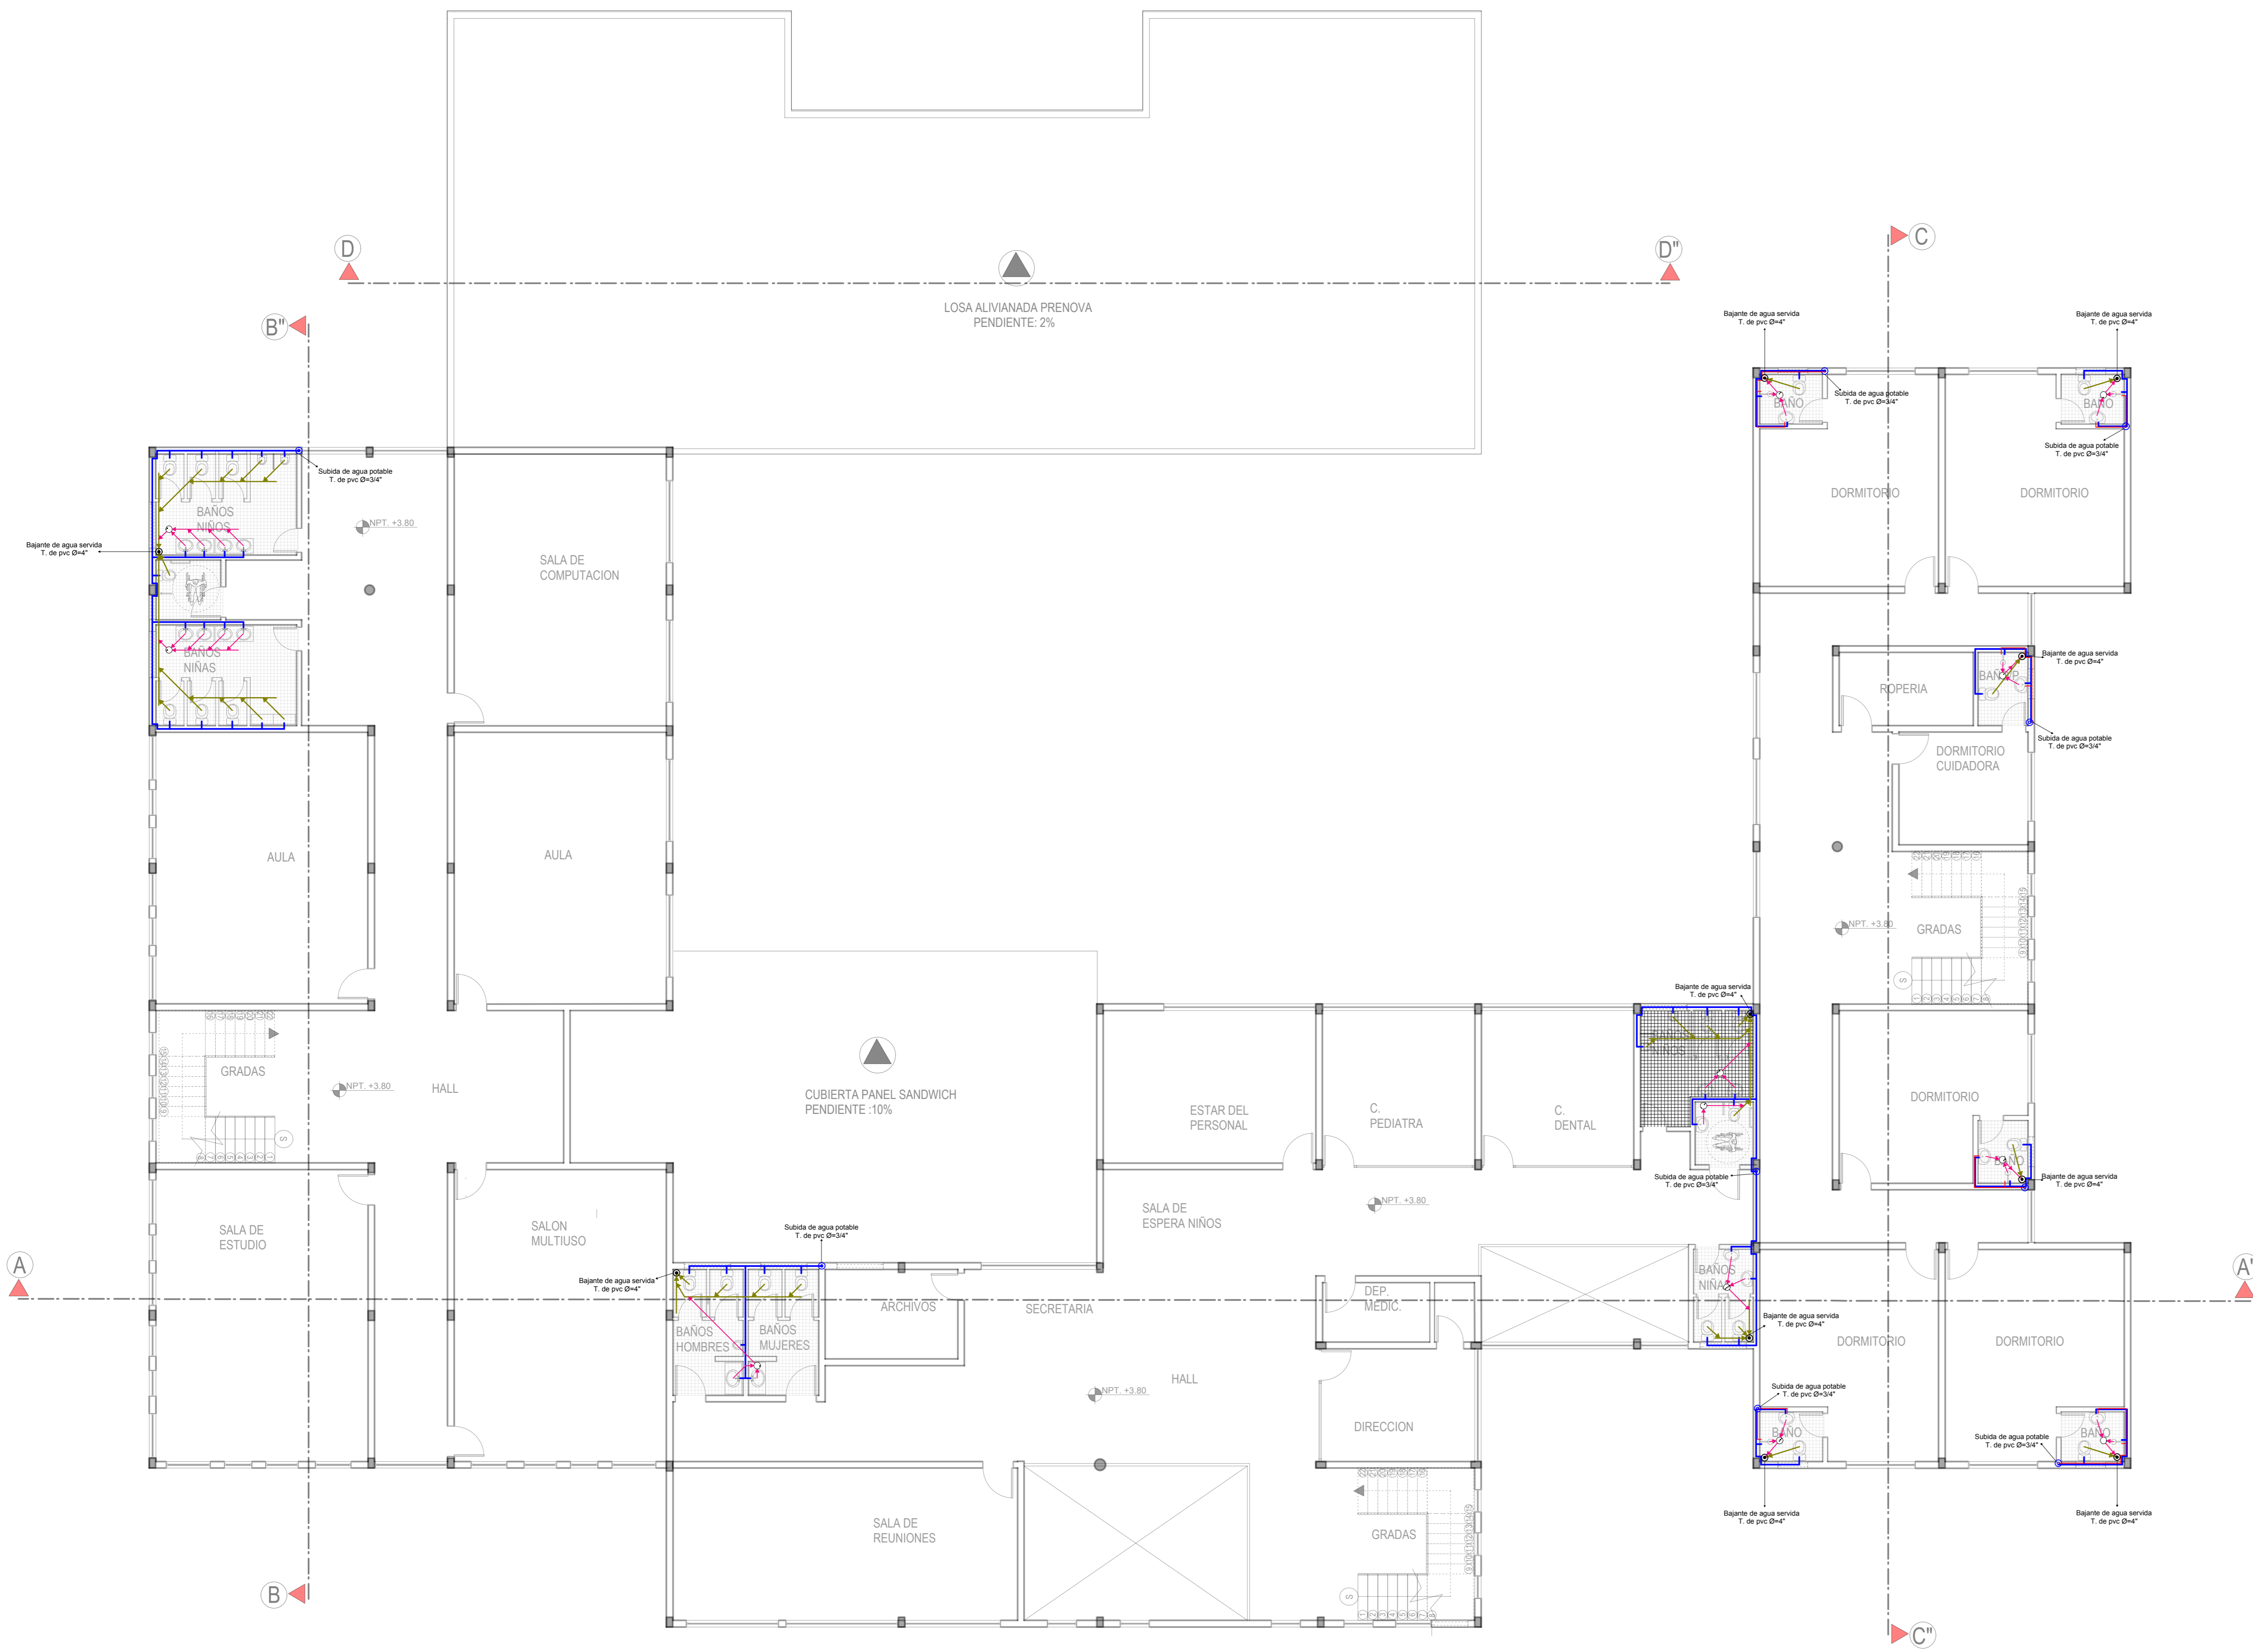 D
D"
C
B"
LOSA ALIVIANADA PRENOVA
PENDIENTE: 2%
Bajante de agua servida
T. de pvc Ø=4"
Bajante de agua servida
T. de pvc Ø=4"
BAÑO
Subida de agua potable
T. de pvc Ø=3/4"
BAÑO
Subida de agua potable
T. de pvc Ø=3/4"
DORMITORIO
DORMITORIO
Subida de agua potable
T. de pvc Ø=3/4"
BAÑOS
NIÑOS
NPT. +3.80
Bajante de agua servida
T. de pvc Ø=4"
SALA DE
COMPUTACION
BAÑOS
NIÑAS
Bajante de agua servida
T. de pvc Ø=4"
ROPERIA
Subida de agua potable
T. de pvc Ø=3/4"
DORMITORIO
CUIDADORA
AULA
AULA
NPT. +3.80
GRADAS
S
Bajante de agua servida
T. de pvc Ø=4"
GRADAS
NPT. +3.80
HALL
S
CUBIERTA PANEL SANDWICH
PENDIENTE :10%
ESTAR DEL
PERSONAL
C.
PEDIATRA
C.
DENTAL
DORMITORIO
BAÑO
Bajante de agua servida
T. de pvc Ø=4"
Subida de agua potable
T. de pvc Ø=3/4"
SALA DE
ESTUDIO
SALON
MULTIUSO
Subida de agua potable
T. de pvc Ø=3/4"
SALA DE
ESPERA NIÑOS
NPT. +3.80
A
A"
Bajante de agua servida
T. de pvc Ø=4"
BAÑOS
HOMBRES
BAÑOS
MUJERES
ARCHIVOS
SECRETARIA
DEP.
MEDIC.
BAÑOS
NIÑAS
Bajante de agua servida
T. de pvc Ø=4"
DORMITORIO
DORMITORIO
HALL
NPT. +3.80
DIRECCION
Subida de agua potable
T. de pvc Ø=3/4"
BAÑO
Subida de agua potable
T. de pvc Ø=3/4"
BAÑO
Bajante de agua servida
T. de pvc Ø=4"
Bajante de agua servida
T. de pvc Ø=4"
SALA DE
REUNIONES
GRADAS
S
B
C"